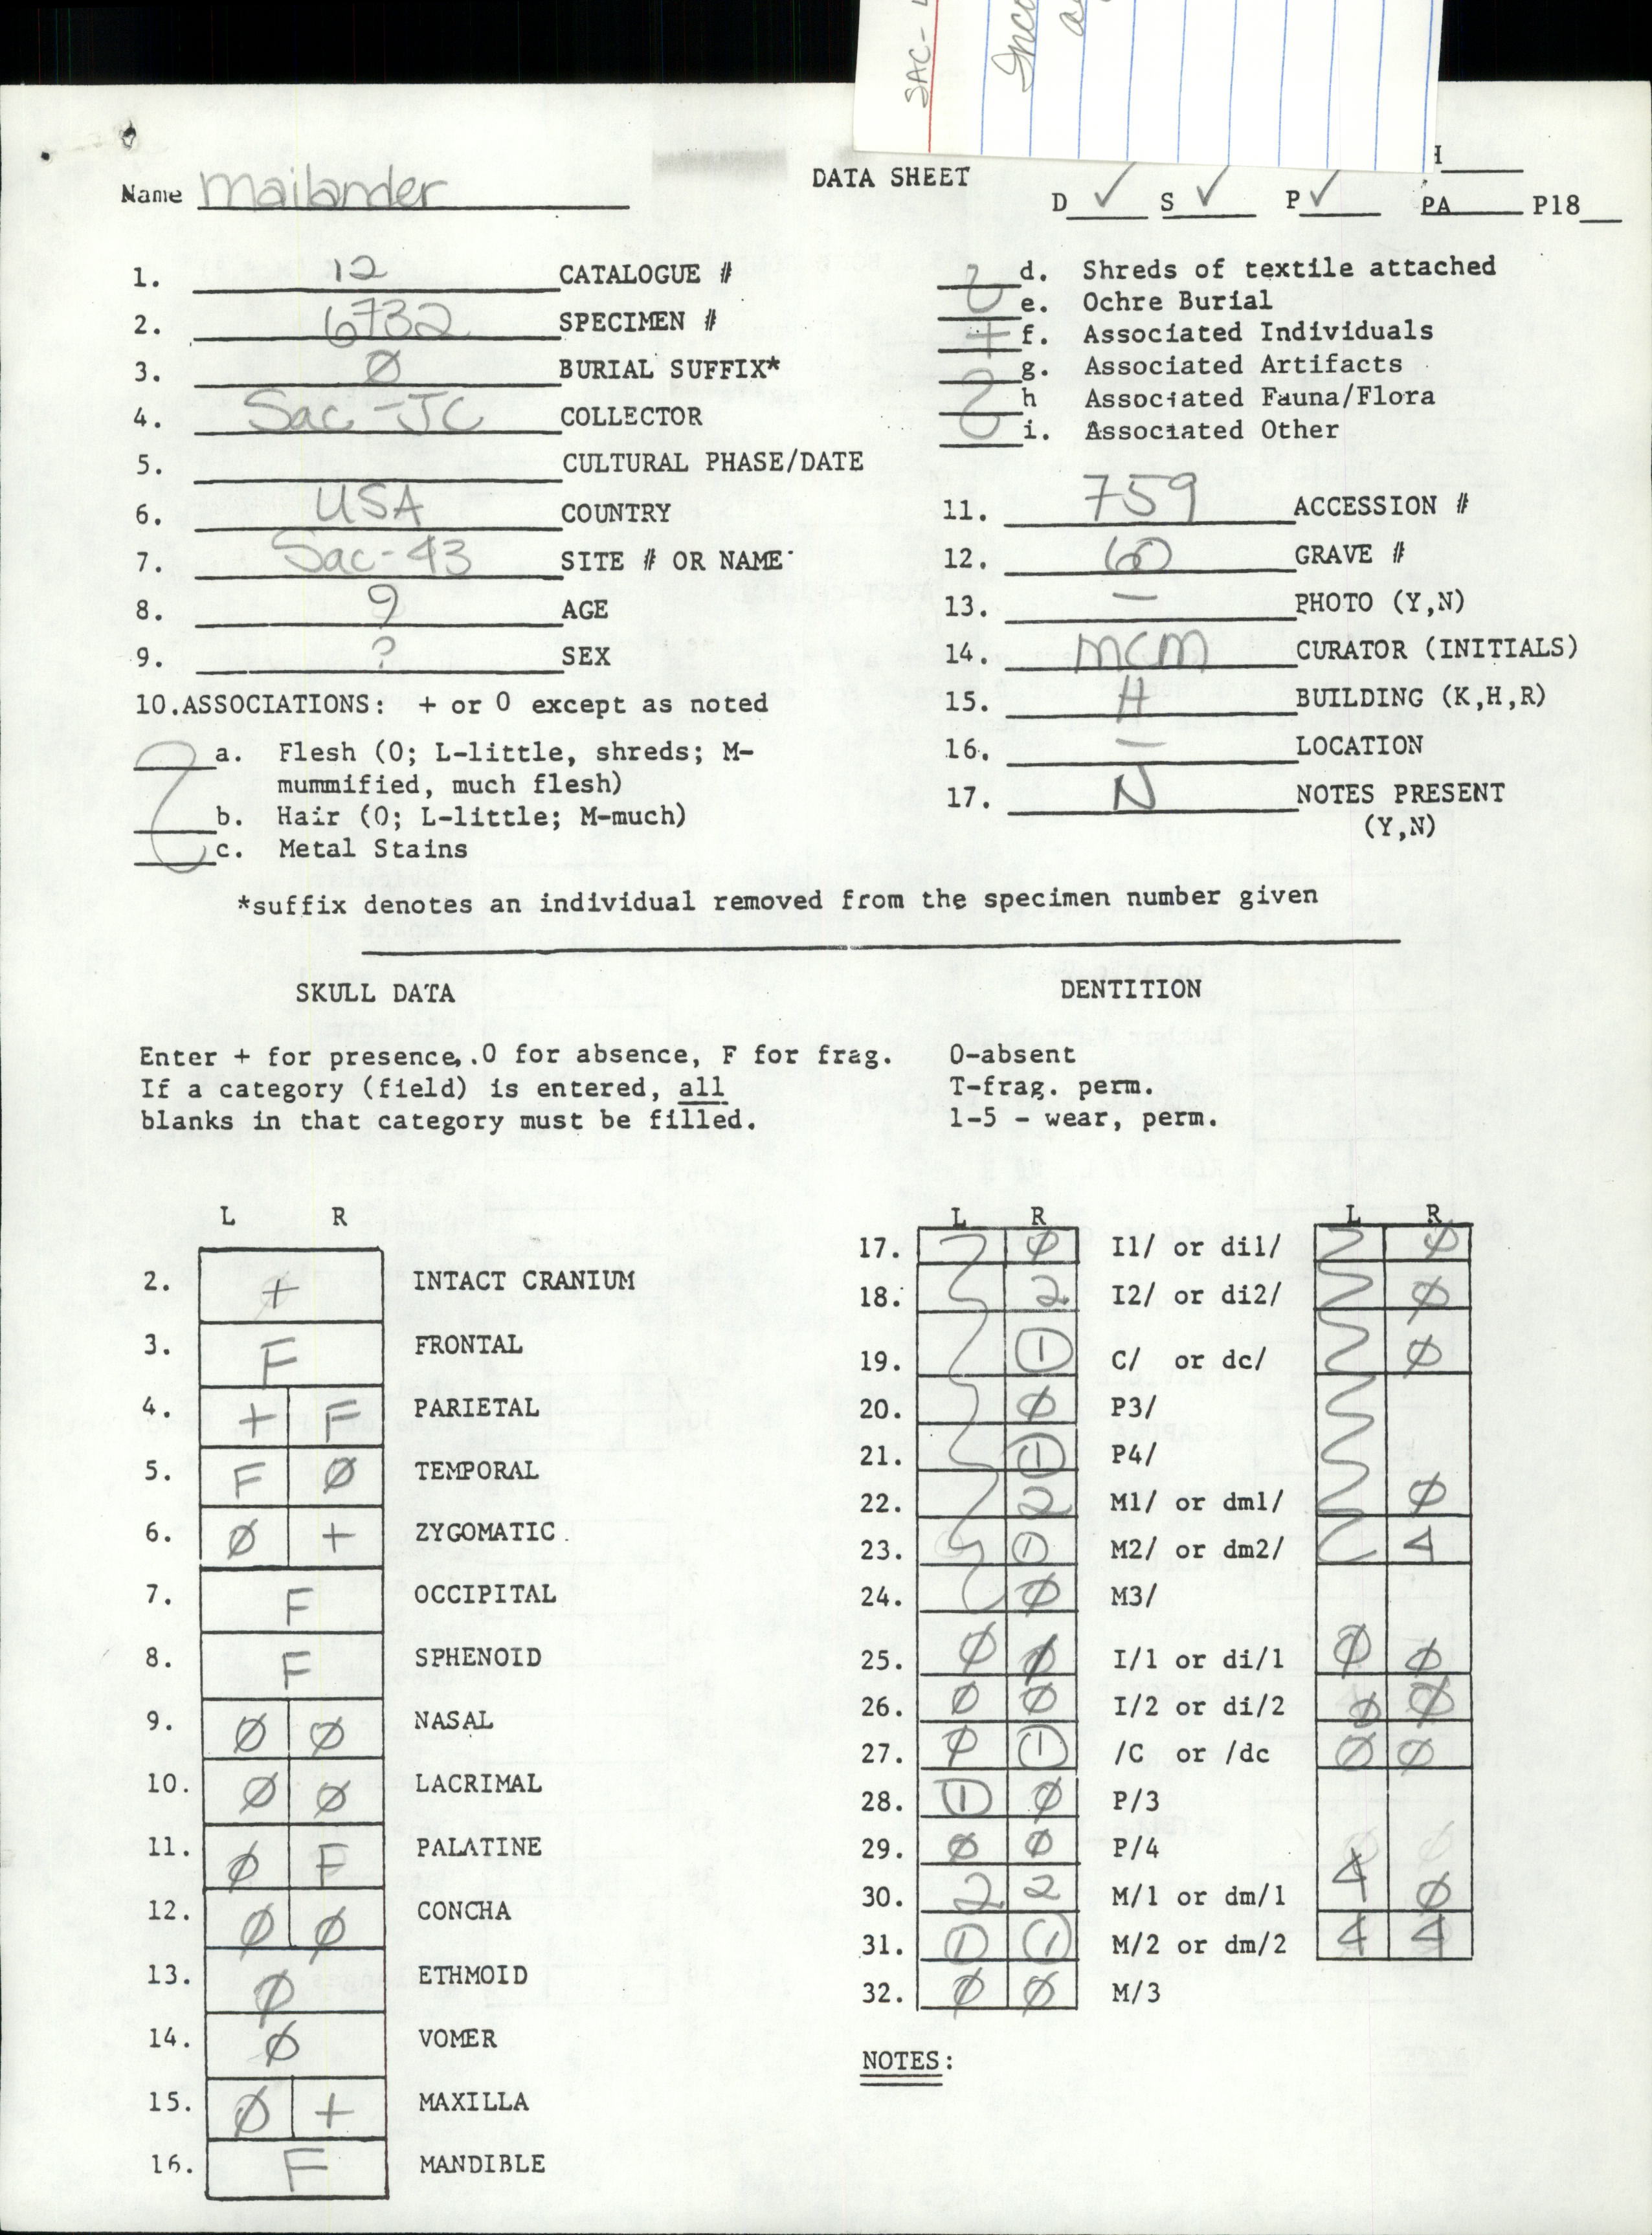 SAC-
Inco
a
Name Mailander
DATA SHEET
H
D ✓ S ✓ P ✓ PA P18
1. 12 CATALOGUE #
2. 6732 SPECIMEN #
3. Ø BURIAL SUFFIX*
4. Sac-JC COLLECTOR
5. CULTURAL PHASE/DATE
6. USA COUNTRY
7. Sac-43 SITE # OR NAME
8. 9 AGE
9. ? SEX
10.ASSOCIATIONS: + or 0 except as noted
a. Flesh (0; L-little, shreds; M-
mummified, much flesh)
b. Hair (0; L-little; M-much)
c. Metal Stains
d. Shreds of textile attached
e. Ochre Burial
+ f. Associated Individuals
g. Associated Artifacts
h Associated Fauna/Flora
i. Associated Other
11. 759 ACCESSION #
12. 60 GRAVE #
13. — PHOTO (Y,N)
14. MCM CURATOR (INITIALS)
15. H BUILDING (K,H,R)
16. — LOCATION
17. N NOTES PRESENT
(Y,N)
*suffix denotes an individual removed from the specimen number given
SKULL DATA
Enter + for presence, .0 for absence, F for frag.
If a category (field) is entered, all
blanks in that category must be filled.
L R
2. + INTACT CRANIUM
3. F FRONTAL
4. + F PARIETAL
5. F Ø TEMPORAL
6. Ø + ZYGOMATIC
7. F OCCIPITAL
8. F SPHENOID
9. Ø Ø NASAL
10. Ø Ø LACRIMAL
11. Ø F PALATINE
12. Ø Ø CONCHA
13. Ø ETHMOID
14. Ø VOMER
15. Ø + MAXILLA
16. F MANDIBLE
DENTITION
0-absent
T-frag. perm.
1-5 - wear, perm.
L R L R
17. Ø I1/ or di1/ Ø
18. 2 I2/ or di2/ Ø
19. 1 C/ or dc/ Ø
20. Ø P3/
21. 1 P4/
22. 2 M1/ or dm1/ Ø
23. 1 M2/ or dm2/ 4
24. Ø M3/
25. Ø Ø I/1 or di/1 Ø Ø
26. Ø Ø I/2 or di/2 Ø Ø
27. Ø 1 /C or /dc Ø Ø
28. 1 Ø P/3
29. Ø Ø P/4
30. 2 2 M/1 or dm/1 4 Ø
31. 1 1 M/2 or dm/2 4 4
32. Ø Ø M/3
NOTES: